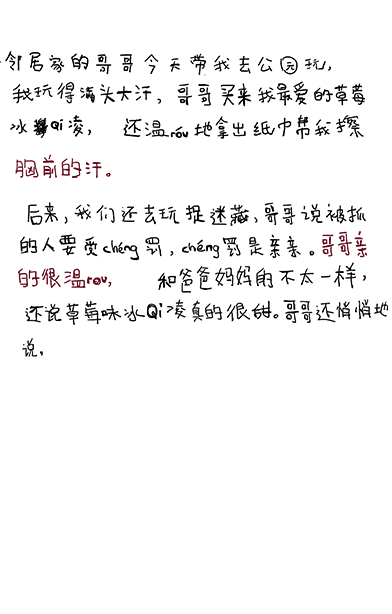 邻居家的哥哥今天带我去公园玩，
我玩得满头大汗，哥哥买来我最爱的草莓
冰Qi凌， 还温róu地拿出纸巾帮我擦
胸前的汗。
后来，我们还去玩捉迷藏，哥哥说被抓
的人要受chéng罚，chéng罚是亲亲。哥哥亲
的很温rou， 和爸爸妈妈的不太一样，
还说草莓味冰Qi凌真的很甜。哥哥还悄悄地
说，